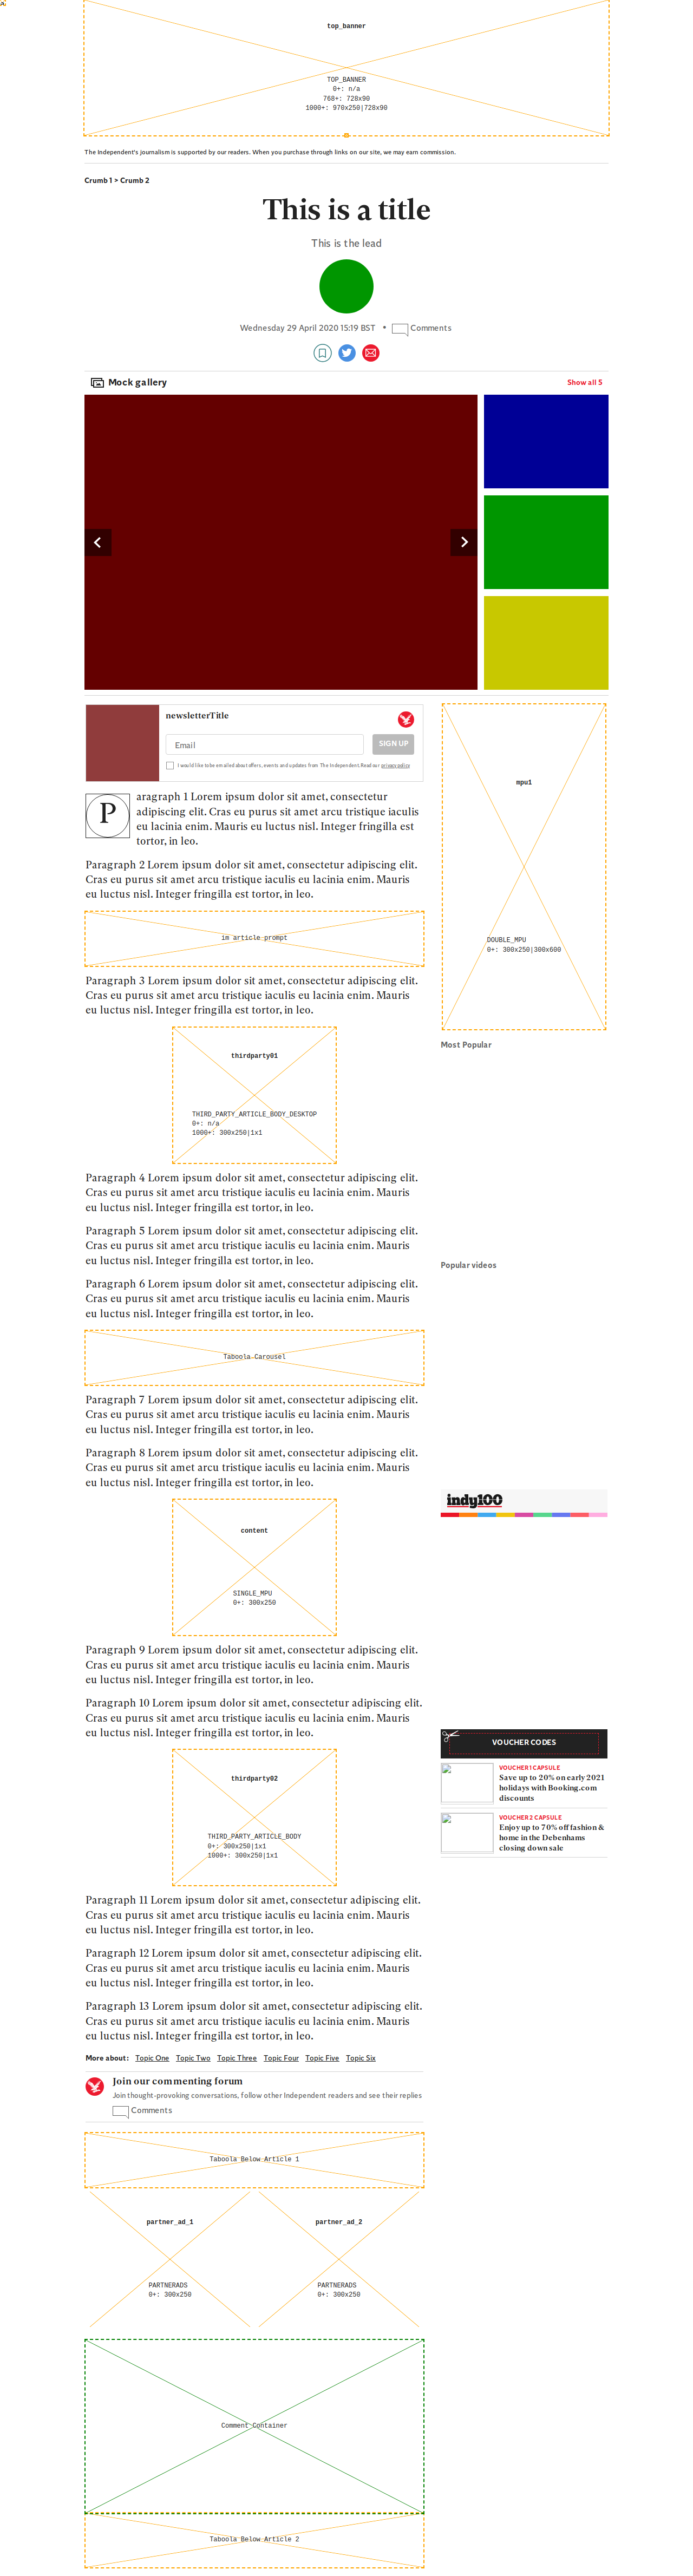 top_banner
TOP_BANNER
0+: n/a
768+: 728x90
1000+: 970x250|728x90
The Independent's journalism is supported by our readers. When you purchase through links on our site, we may earn commission.
Crumb 1 > Crumb 2
This is a title
This is the lead
Wednesday 29 April 2020 15:19 BST • Comments
Mock gallery
Show all 5
newsletterTitle
Email
SIGN UP
I would like to be emailed about offers, events and updates from The Independent. Read our privacy policy
Paragraph 1 Lorem ipsum dolor sit amet, consectetur
adipiscing elit. Cras eu purus sit amet arcu tristique iaculis
eu lacinia enim. Mauris eu luctus nisl. Integer fringilla est
tortor, in leo.
Paragraph 2 Lorem ipsum dolor sit amet, consectetur adipiscing elit.
Cras eu purus sit amet arcu tristique iaculis eu lacinia enim. Mauris
eu luctus nisl. Integer fringilla est tortor, in leo.
im article prompt
Paragraph 3 Lorem ipsum dolor sit amet, consectetur adipiscing elit.
Cras eu purus sit amet arcu tristique iaculis eu lacinia enim. Mauris
eu luctus nisl. Integer fringilla est tortor, in leo.
thirdparty01
THIRD_PARTY_ARTICLE_BODY_DESKTOP
0+: n/a
1000+: 300x250|1x1
Paragraph 4 Lorem ipsum dolor sit amet, consectetur adipiscing elit.
Cras eu purus sit amet arcu tristique iaculis eu lacinia enim. Mauris
eu luctus nisl. Integer fringilla est tortor, in leo.
Paragraph 5 Lorem ipsum dolor sit amet, consectetur adipiscing elit.
Cras eu purus sit amet arcu tristique iaculis eu lacinia enim. Mauris
eu luctus nisl. Integer fringilla est tortor, in leo.
Paragraph 6 Lorem ipsum dolor sit amet, consectetur adipiscing elit.
Cras eu purus sit amet arcu tristique iaculis eu lacinia enim. Mauris
eu luctus nisl. Integer fringilla est tortor, in leo.
Taboola Carousel
Paragraph 7 Lorem ipsum dolor sit amet, consectetur adipiscing elit.
Cras eu purus sit amet arcu tristique iaculis eu lacinia enim. Mauris
eu luctus nisl. Integer fringilla est tortor, in leo.
Paragraph 8 Lorem ipsum dolor sit amet, consectetur adipiscing elit.
Cras eu purus sit amet arcu tristique iaculis eu lacinia enim. Mauris
eu luctus nisl. Integer fringilla est tortor, in leo.
content
SINGLE_MPU
0+: 300x250
Paragraph 9 Lorem ipsum dolor sit amet, consectetur adipiscing elit.
Cras eu purus sit amet arcu tristique iaculis eu lacinia enim. Mauris
eu luctus nisl. Integer fringilla est tortor, in leo.
Paragraph 10 Lorem ipsum dolor sit amet, consectetur adipiscing elit.
Cras eu purus sit amet arcu tristique iaculis eu lacinia enim. Mauris
eu luctus nisl. Integer fringilla est tortor, in leo.
thirdparty02
THIRD_PARTY_ARTICLE_BODY
0+: 300x250|1x1
1000+: 300x250|1x1
Paragraph 11 Lorem ipsum dolor sit amet, consectetur adipiscing elit.
Cras eu purus sit amet arcu tristique iaculis eu lacinia enim. Mauris
eu luctus nisl. Integer fringilla est tortor, in leo.
Paragraph 12 Lorem ipsum dolor sit amet, consectetur adipiscing elit.
Cras eu purus sit amet arcu tristique iaculis eu lacinia enim. Mauris
eu luctus nisl. Integer fringilla est tortor, in leo.
Paragraph 13 Lorem ipsum dolor sit amet, consectetur adipiscing elit.
Cras eu purus sit amet arcu tristique iaculis eu lacinia enim. Mauris
eu luctus nisl. Integer fringilla est tortor, in leo.
More about: Topic One Topic Two Topic Three Topic Four Topic Five Topic Six
Join our commenting forum
Join thought-provoking conversations, follow other Independent readers and see their replies
Comments
Taboola Below Article 1
partner_ad_1
PARTNERADS
0+: 300x250
partner_ad_2
PARTNERADS
0+: 300x250
Comment Container
Taboola Below Article 2
mpu1
DOUBLE_MPU
0+: 300x250|300x600
Most Popular
Popular videos
indy100
VOUCHER CODES
VOUCHER 1 CAPSULE
Save up to 20% on early 2021
holidays with Booking.com
discounts
VOUCHER 2 CAPSULE
Enjoy up to 70% off fashion &
home in the Debenhams
closing down sale